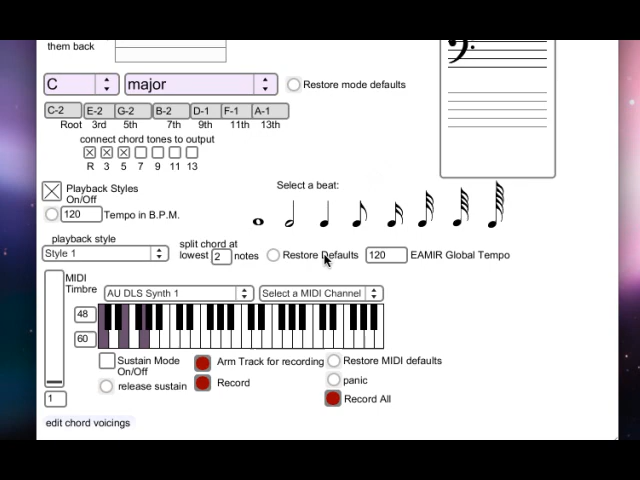 them back
C major Restore mode defaults
C-2 E-2 G-2 B-2 D-1 F-1 A-1
Root 3rd 5th 7th 9th 11th 13th
connect chord tones to output
R 3 5 7 9 11 13
Playback Styles
On/Off
Select a beat:
120 Tempo in B.P.M.
playback style
Style 1
split chord at
lowest 2 notes
Restore Defaults
120 EAMIR Global Tempo
MIDI
Timbre
AU DLS Synth 1
Select a MIDI Channel
48
60
Sustain Mode
On/Off
Arm Track for recording
Restore MIDI defaults
release sustain
Record
panic
1
Record All
edit chord voicings